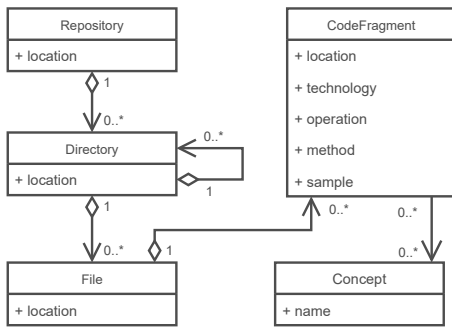 Repository
+ location
1
0..*
Directory
+ location
0..*
1
1
0..*
File
+ location
1
CodeFragment
+ location
+ technology
+ operation
+ method
+ sample
0..*
0..*
0..*
Concept
+ name